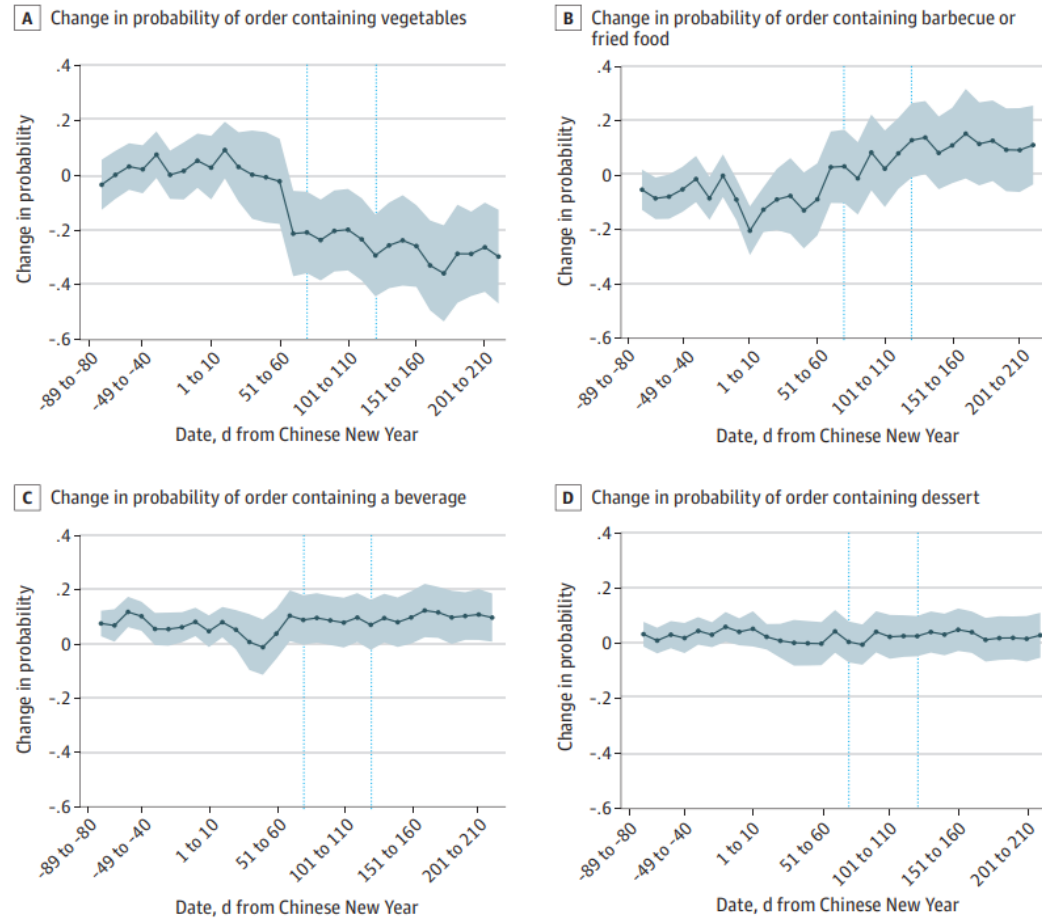 A Change in probability of order containing vegetables
.4
.2
0
-.2
-.4
-.6
Change in probability
-89 to -80
-49 to -40
1 to 10
51 to 60
101 to 110
151 to 160
201 to 210
Date, d from Chinese New Year
B Change in probability of order containing barbecue or
fried food
.4
.2
0
-.2
-.4
-.6
Change in probability
-89 to -80
-49 to -40
1 to 10
51 to 60
101 to 110
151 to 160
201 to 210
Date, d from Chinese New Year
C Change in probability of order containing a beverage
.4
.2
0
-.2
-.4
-.6
Change in probability
-89 to -80
-49 to -40
1 to 10
51 to 60
101 to 110
151 to 160
201 to 210
Date, d from Chinese New Year
D Change in probability of order containing dessert
.4
.2
0
-.2
-.4
-.6
Change in probability
-89 to -80
-49 to -40
1 to 10
51 to 60
101 to 110
151 to 160
201 to 210
Date, d from Chinese New Year